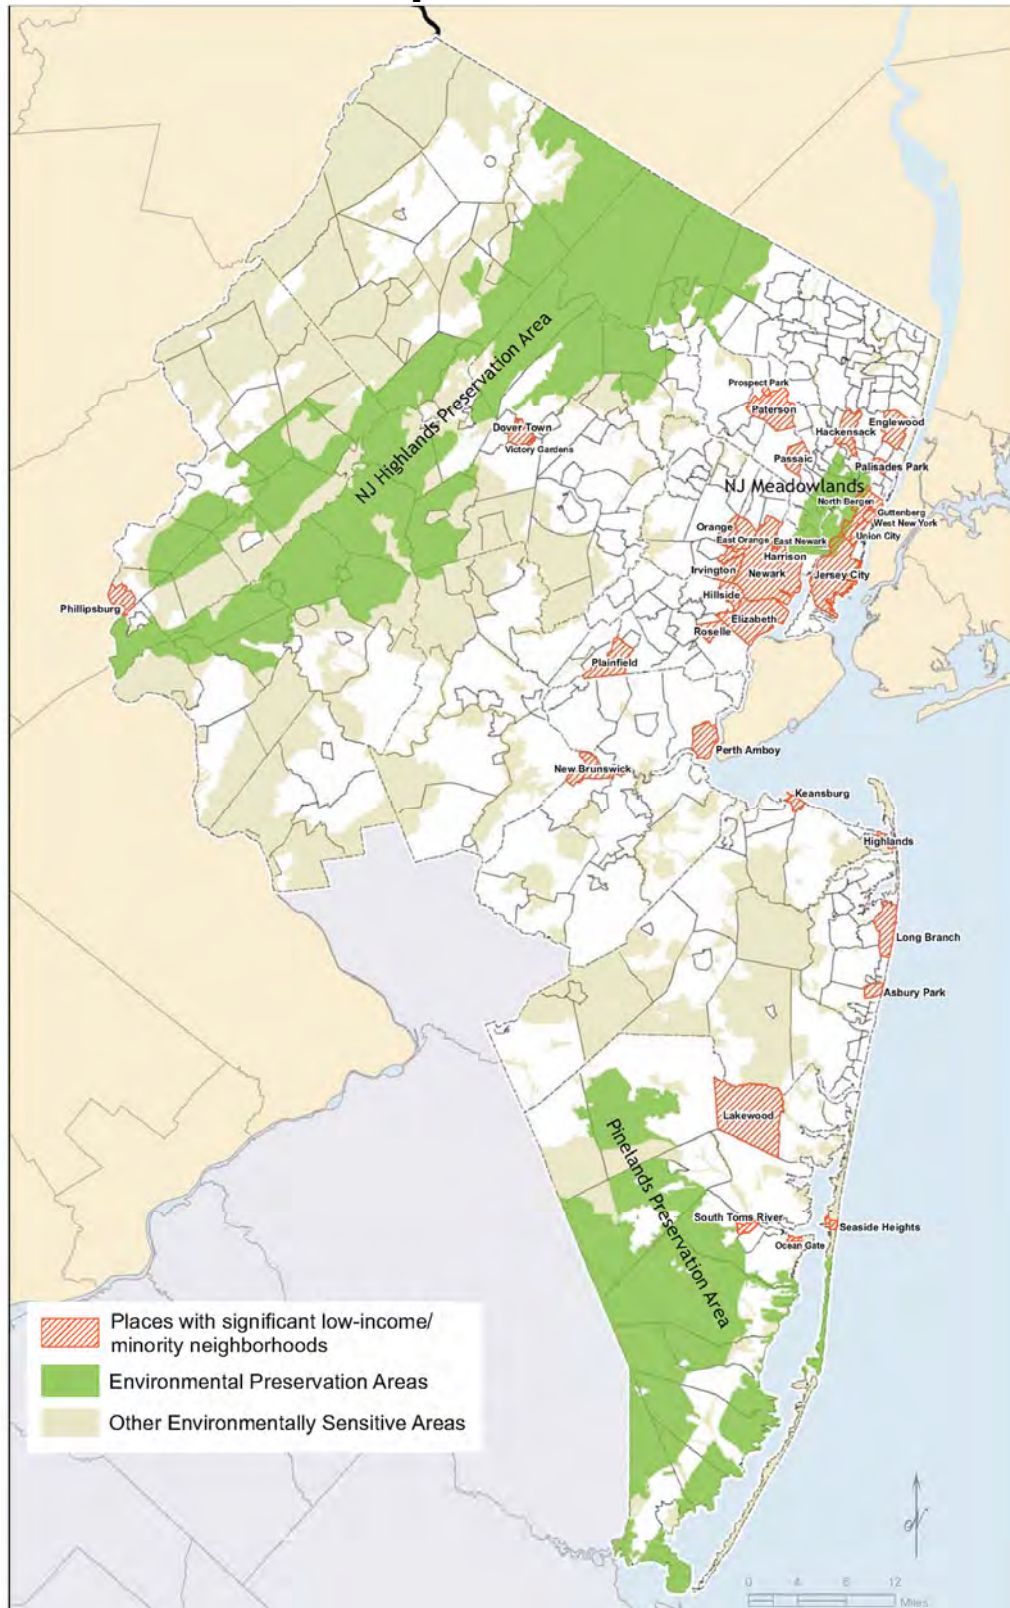 NJ Highlands Preservation Area
Prospect Park
Paterson
Hackensack
Englewood
Dover Town
Victory Gardens
Passaic
Palisades Park
NJ Meadowlands
North Bergen
Guttenberg
West New York
Union City
Orange
East Orange
East Newark
Harrison
Irvington
Newark
Jersey City
Hillside
Elizabeth
Roselle
Phillipsburg
Plainfield
Perth Amboy
New Brunswick
Keansburg
Highlands
Long Branch
Asbury Park
Lakewood
Pinelands Preservation Area
South Toms River
Seaside Heights
Ocean Gate
Places with significant low-income/
minority neighborhoods
Environmental Preservation Areas
Other Environmentally Sensitive Areas
0 4 8 12
Miles